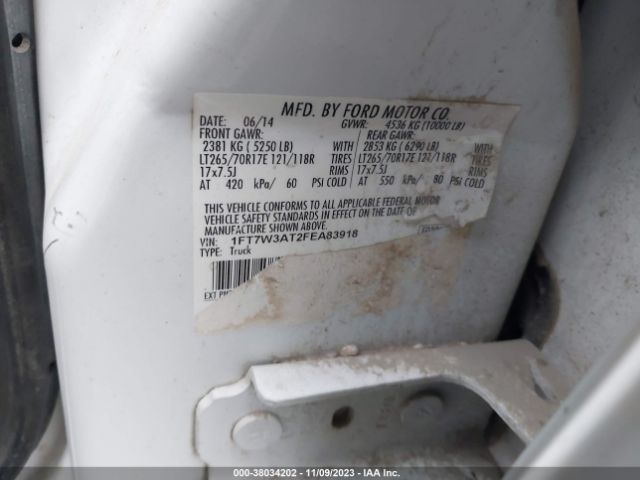 MFD. BY FORD MOTOR CO.
DATE: 06/14 GVWR: 4536 KG (10000 LB)
FRONT GAWR: REAR GAWR:
2381 KG ( 5250 LB) WITH 2853 KG ( 6290 LB) WITH
LT265/70R17E 121/118R TIRES LT265/70R17E 121/118R TIRES
17x7.5J RIMS 17x7.5J RIMS
AT 420 kPa/ 60 PSI COLD AT 550 kPa/ 80 PSI COLD
THIS VEHICLE CONFORMS TO ALL APPLICABLE FEDERAL MOTOR
VEHICLE SAFETY STANDARDS IN EFFECT ON THE DATE OF
MANUFACTURE SHOWN ABOVE.
VIN: 1FT7W3AT2FEA83918
TYPE: Truck
EXT PNT
000-38034202 - 11/09/2023 - IAA Inc.